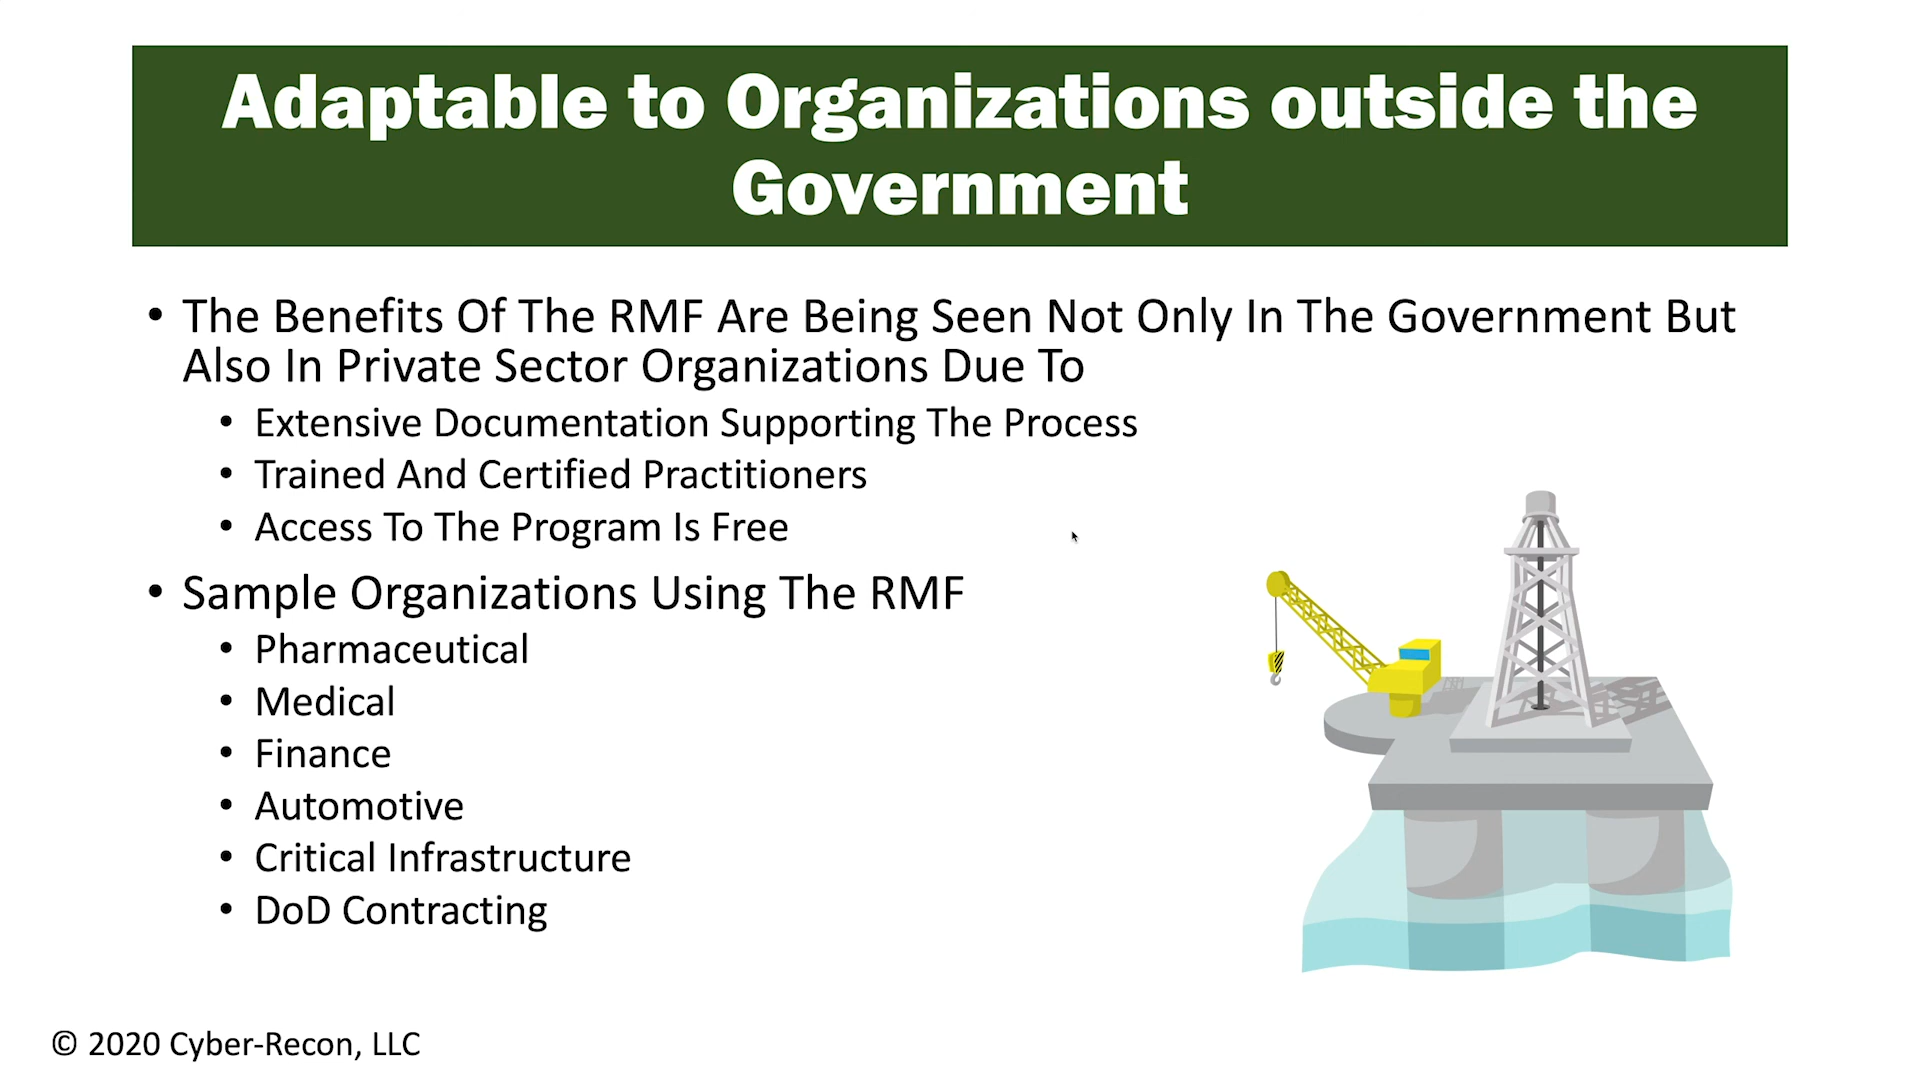 Adaptable to Organizations outside the
Government
• The Benefits Of The RMF Are Being Seen Not Only In The Government But
Also In Private Sector Organizations Due To
• Extensive Documentation Supporting The Process
• Trained And Certified Practitioners
• Access To The Program Is Free
• Sample Organizations Using The RMF
• Pharmaceutical
• Medical
• Finance
• Automotive
• Critical Infrastructure
• DoD Contracting
© 2020 Cyber-Recon, LLC